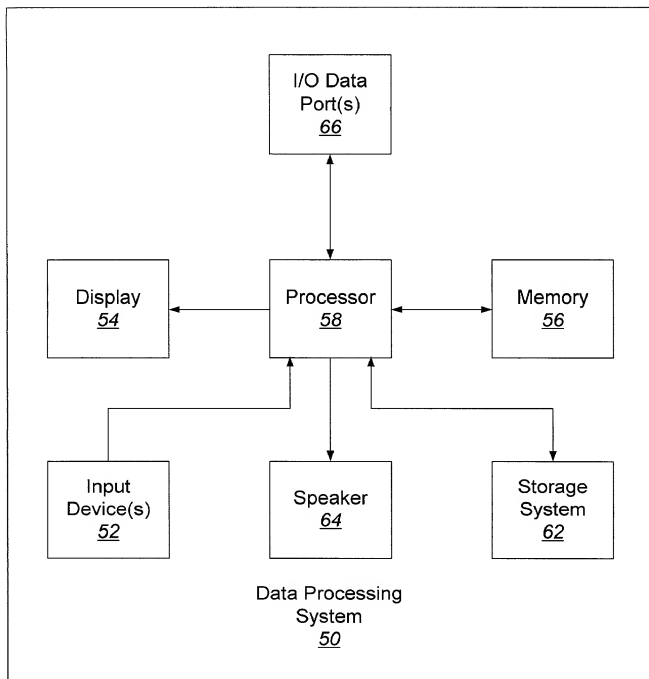 I/O Data
Port(s)
66
Display
54
Processor
58
Memory
56
Input
Device(s)
52
Speaker
64
Storage
System
62
Data Processing
System
50